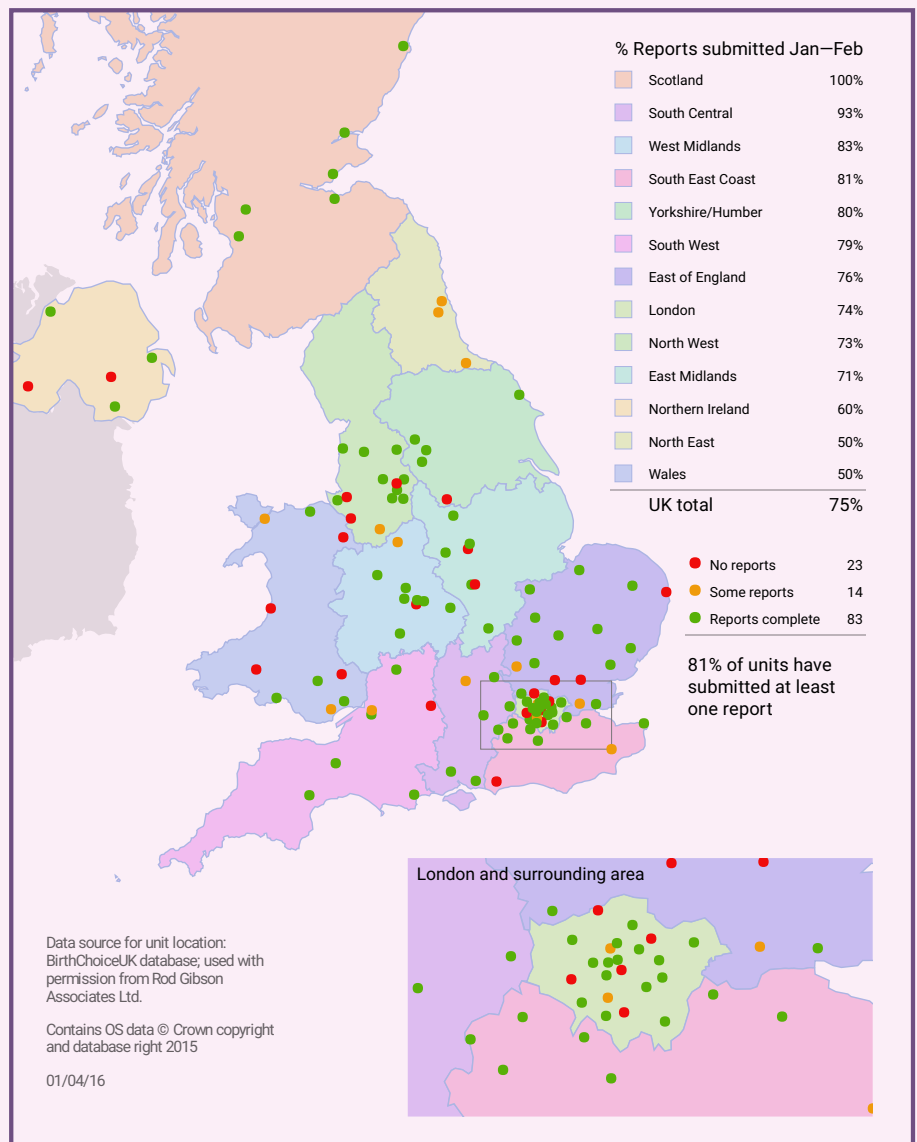 % Reports submitted Jan—Feb
Scotland 100%
South Central 93%
West Midlands 83%
South East Coast 81%
Yorkshire/Humber 80%
South West 79%
East of England 76%
London 74%
North West 73%
East Midlands 71%
Northern Ireland 60%
North East 50%
Wales 50%
UK total 75%
No reports 23
Some reports 14
Reports complete 83
81% of units have
submitted at least
one report
London and surrounding area
Data source for unit location:
BirthChoiceUK database; used with
permission from Rod Gibson
Associates Ltd.
Contains OS data © Crown copyright
and database right 2015
01/04/16